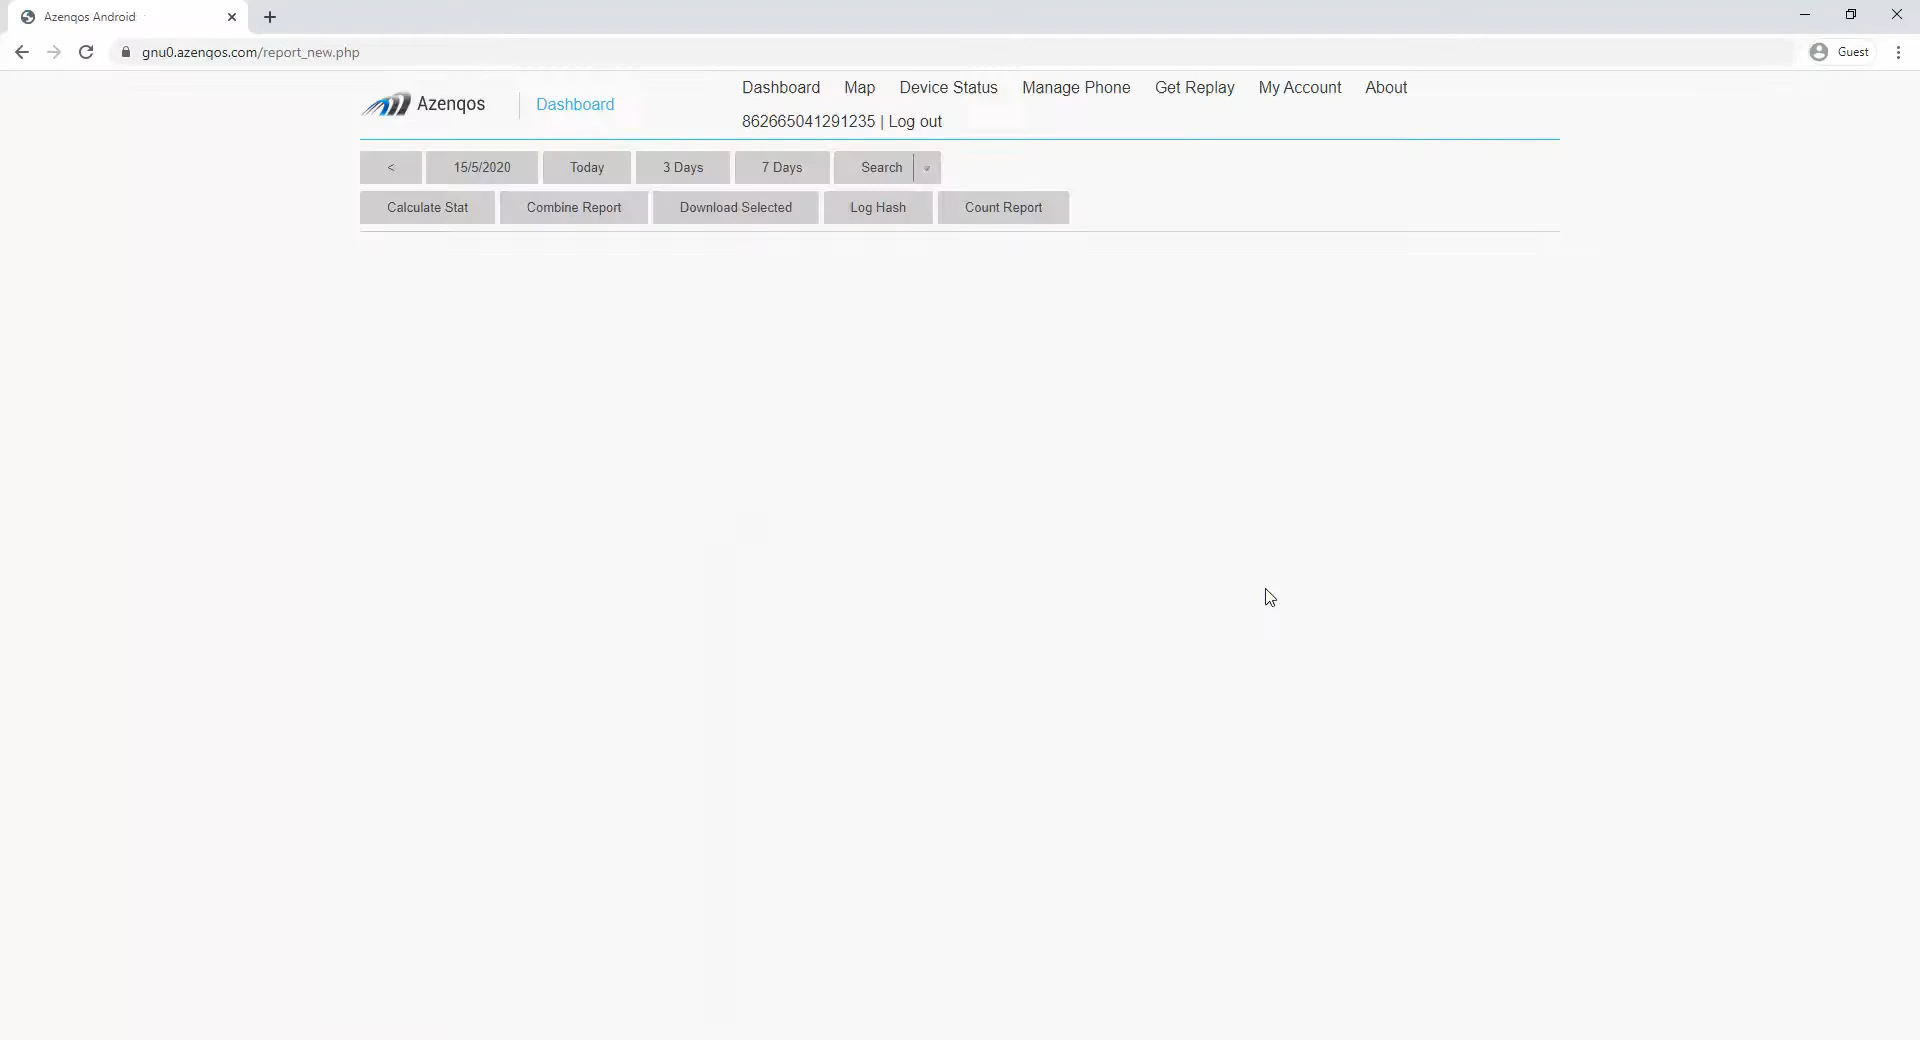 Azenqos Android
gnu0.azenqos.com/report_new.php
Guest
Azenqos
Dashboard
Dashboard Map Device Status Manage Phone Get Replay My Account About
862665041291235 | Log out
< 15/5/2020 Today 3 Days 7 Days Search
Calculate Stat Combine Report Download Selected Log Hash Count Report